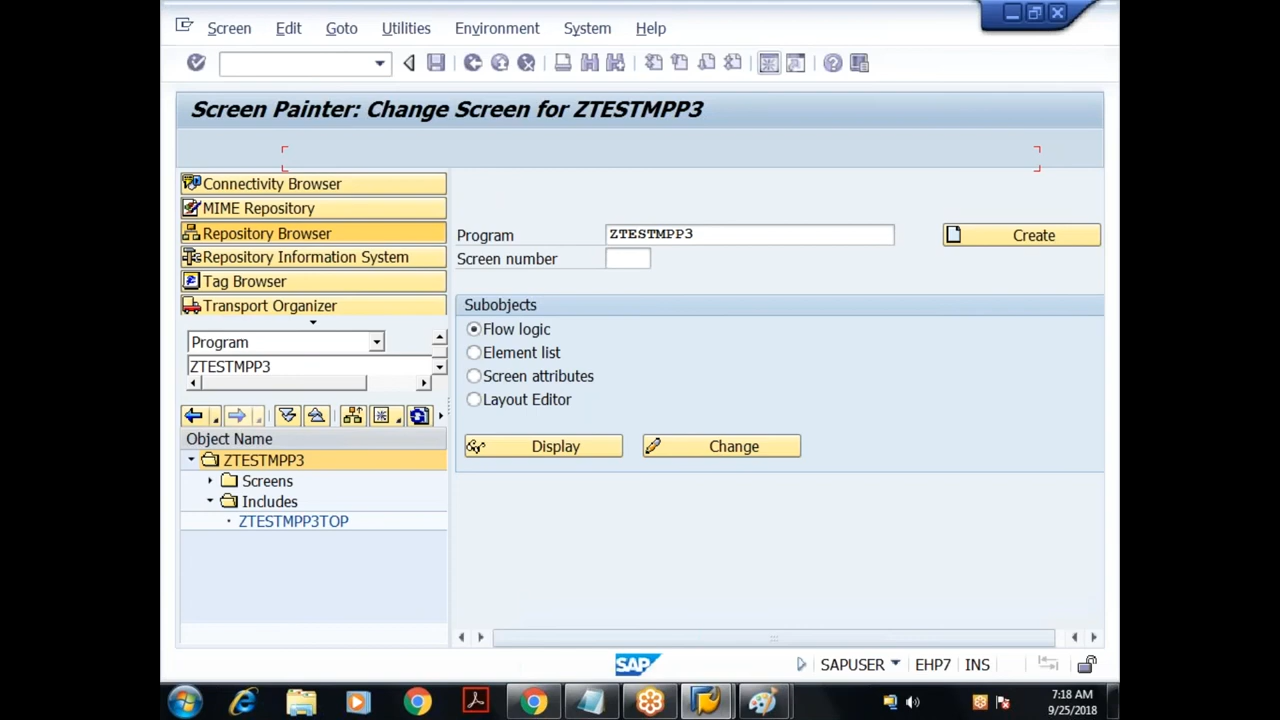 Screen Edit Goto Utilities Environment System Help
Screen Painter: Change Screen for ZTESTMPP3
Connectivity Browser
MIME Repository
Repository Browser
Repository Information System
Tag Browser
Transport Organizer
Program
ZTESTMPP3
Object Name
ZTESTMPP3
Screens
Includes
ZTESTMPP3TOP
Program ZTESTMPP3 Create
Screen number
Subobjects
Flow logic
Element list
Screen attributes
Layout Editor
Display Change
SAP SAPUSER EHP7 INS
7:18 AM
9/25/2018